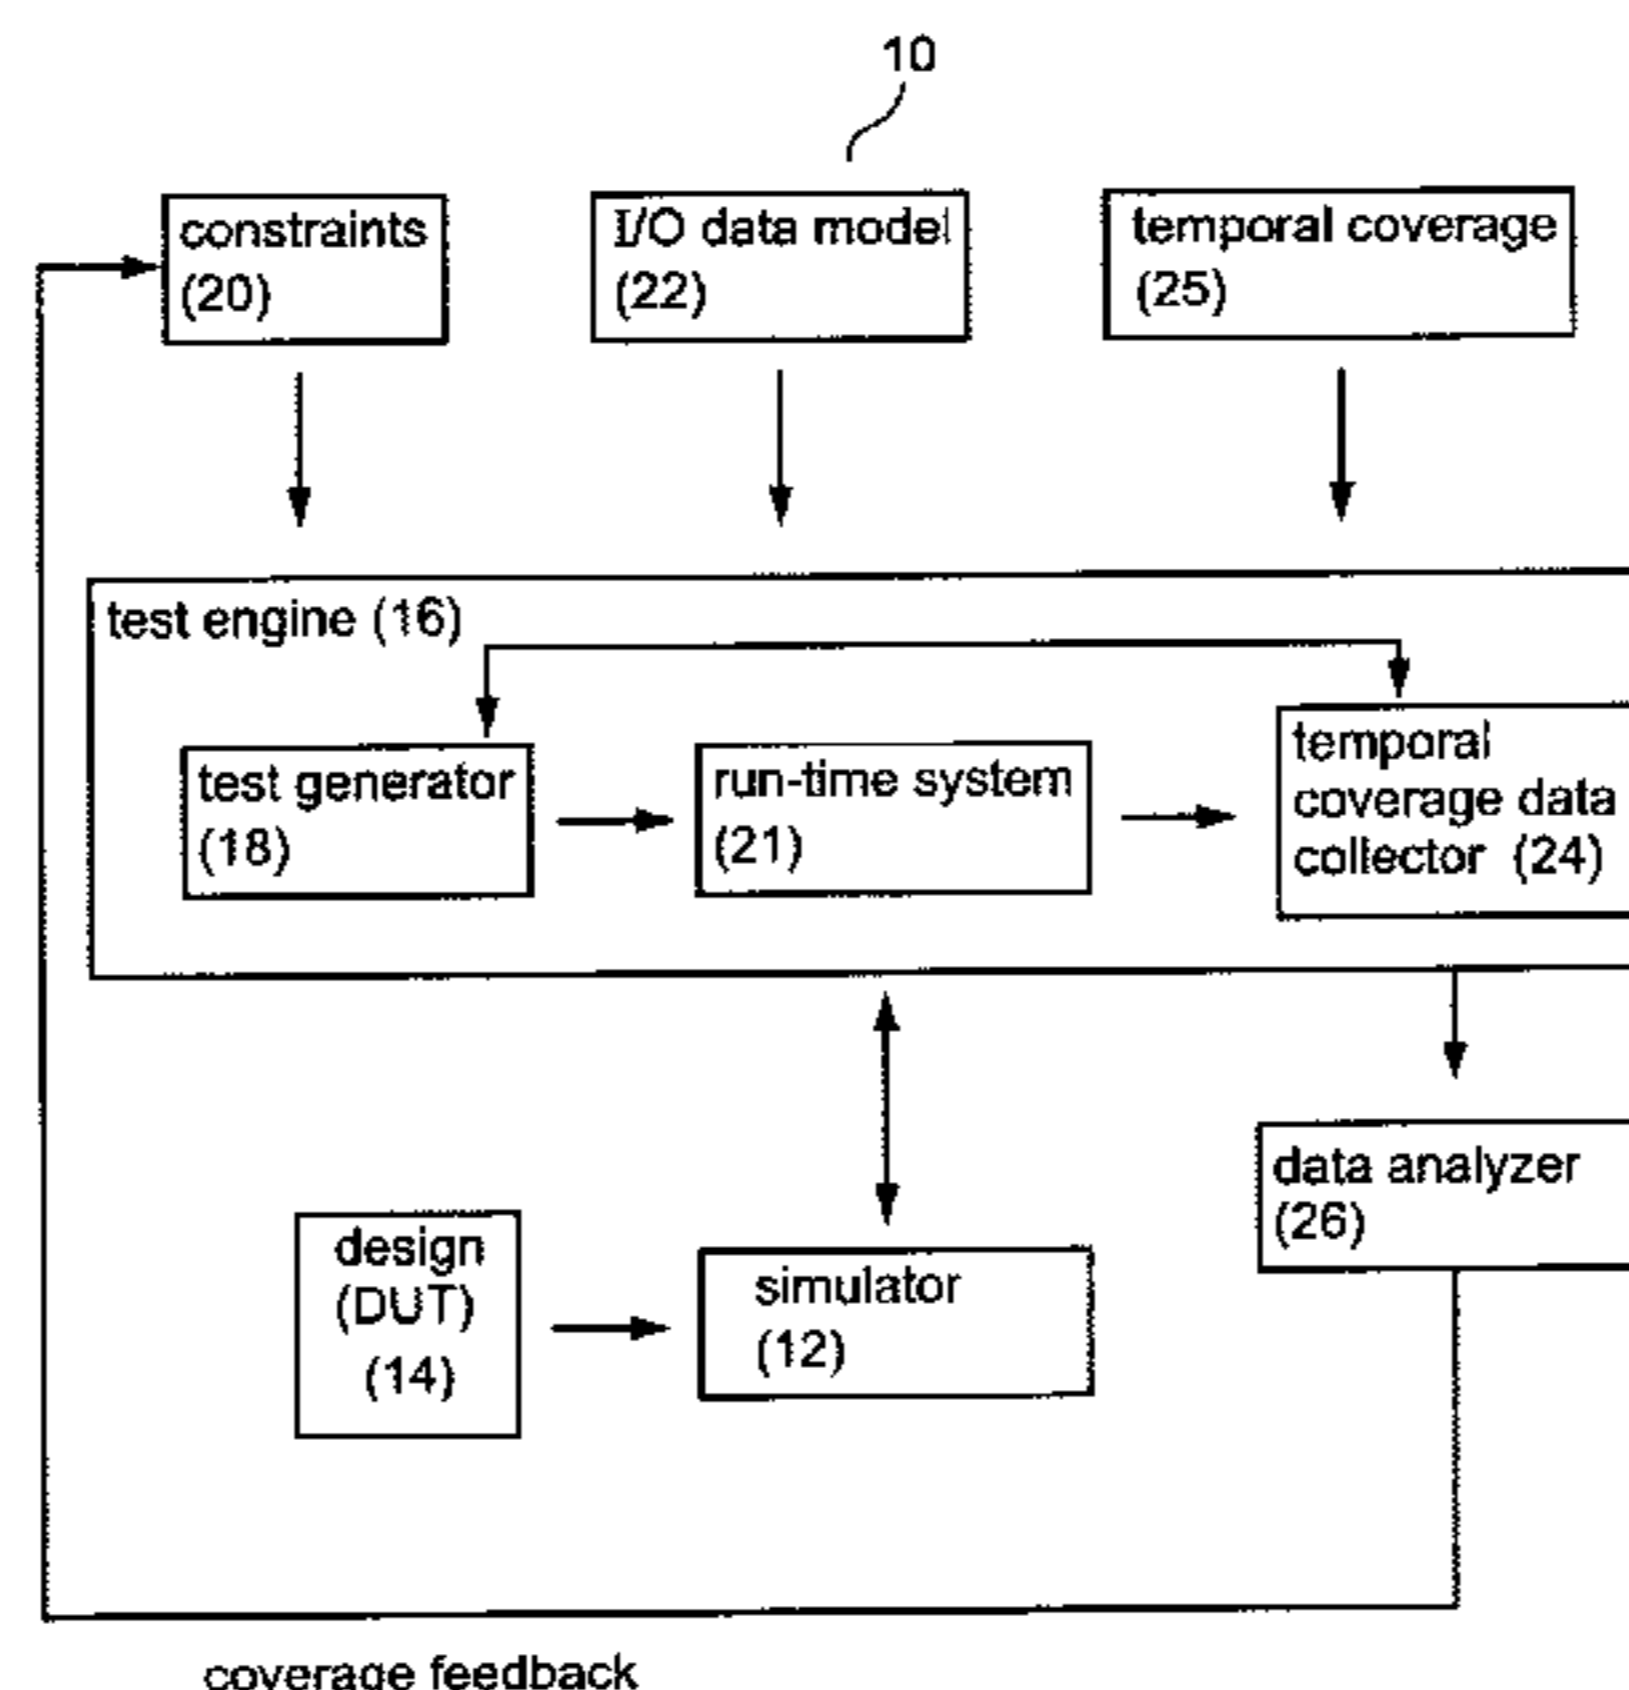 10
constraints
(20)
I/O data model
(22)
temporal coverage
(25)
test engine (16)
test generator
(18)
run-time system
(21)
temporal
coverage data
collector (24)
data analyzer
(26)
design
(DUT)
(14)
simulator
(12)
coverage feedback